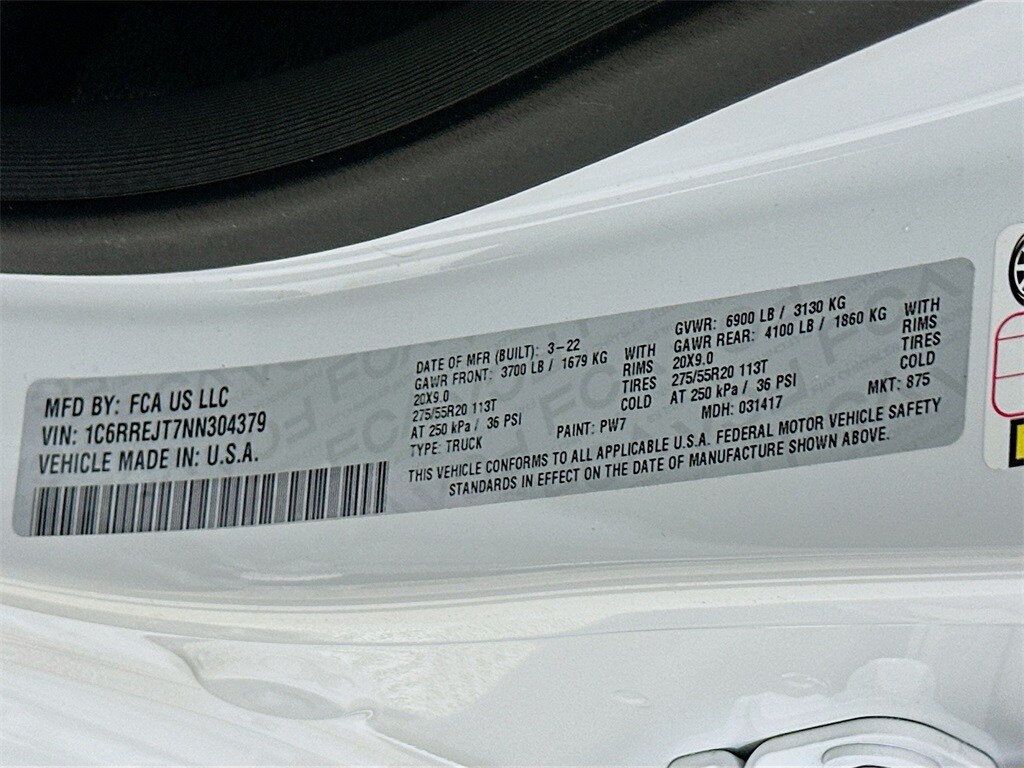 MFD BY: FCA US LLC
VIN: 1C6RREJT7NN304379
VEHICLE MADE IN: U.S.A.
DATE OF MFR (BUILT): 3-22
GAWR FRONT: 3700 LB / 1679 KG WITH
20X9.0 RIMS
275/55R20 113T TIRES
AT 250 kPa / 36 PSI COLD
TYPE: TRUCK PAINT: PW7
GVWR: 6900 LB / 3130 KG
GAWR REAR: 4100 LB / 1860 KG WITH
20X9.0 RIMS
275/55R20 113T TIRES
AT 250 kPa / 36 PSI COLD
MDH: 031417 MKT: 875
THIS VEHICLE CONFORMS TO ALL APPLICABLE U.S.A. FEDERAL MOTOR VEHICLE SAFETY
STANDARDS IN EFFECT ON THE DATE OF MANUFACTURE SHOWN ABOVE.